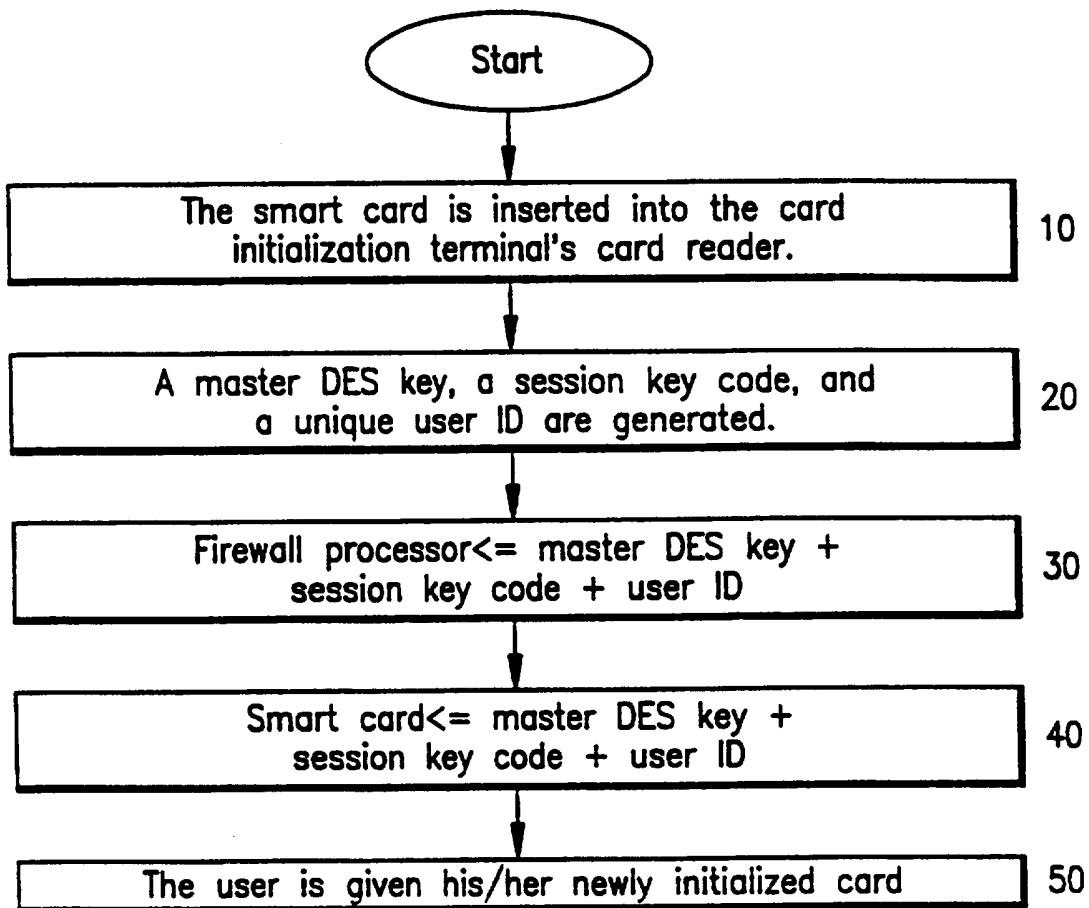 Start
The smart card is inserted into the card
initialization terminal's card reader.
10
A master DES key, a session key code, and
a unique user ID are generated.
20
Firewall processor<= master DES key +
session key code + user ID
30
Smart card<= master DES key +
session key code + user ID
40
The user is given his/her newly initialized card
50